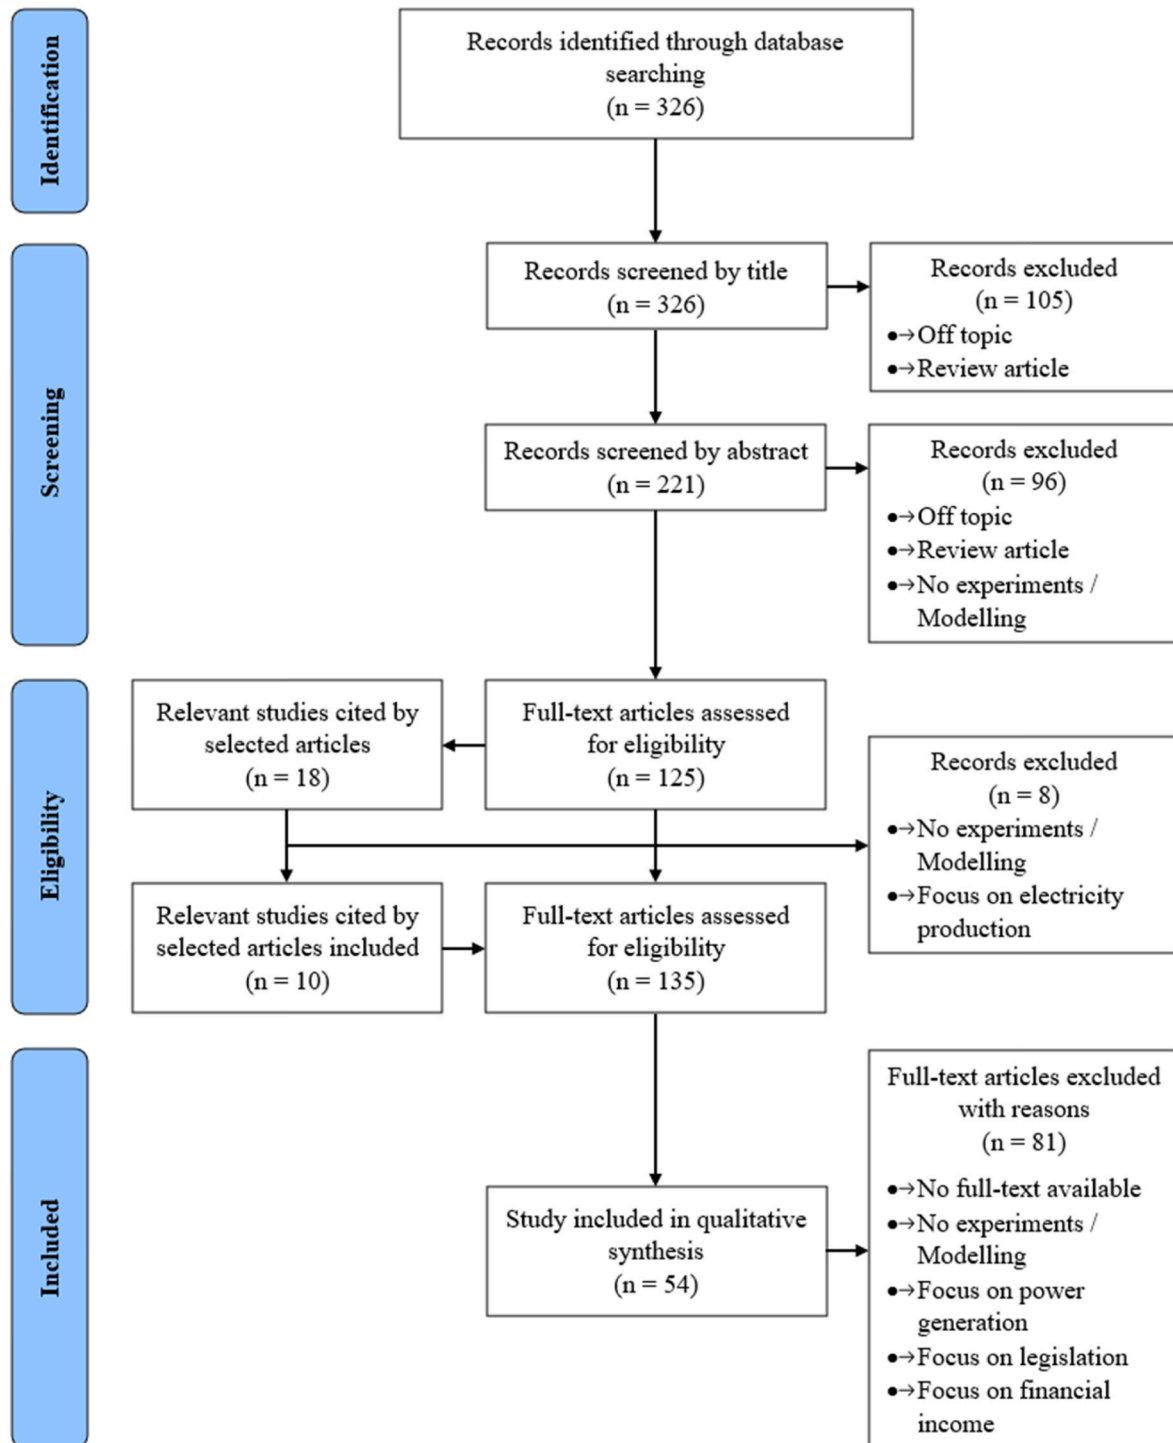 Identification
Records identified through database
searching
(n = 326)
Screening
Records screened by title
(n = 326)
Records excluded
(n = 105)
●→Off topic
●→Review article
Records screened by abstract
(n = 221)
Records excluded
(n = 96)
●→Off topic
●→Review article
●→No experiments /
Modelling
Eligibility
Relevant studies cited by
selected articles
(n = 18)
Full-text articles assessed
for eligibility
(n = 125)
Records excluded
(n = 8)
●→No experiments /
Modelling
●→Focus on electricity
production
Relevant studies cited by
selected articles included
(n = 10)
Full-text articles assessed
for eligibility
(n = 135)
Included
Study included in qualitative
synthesis
(n = 54)
Full-text articles excluded
with reasons
(n = 81)
●→No full-text available
●→No experiments /
Modelling
●→Focus on power
generation
●→Focus on legislation
●→Focus on financial
income